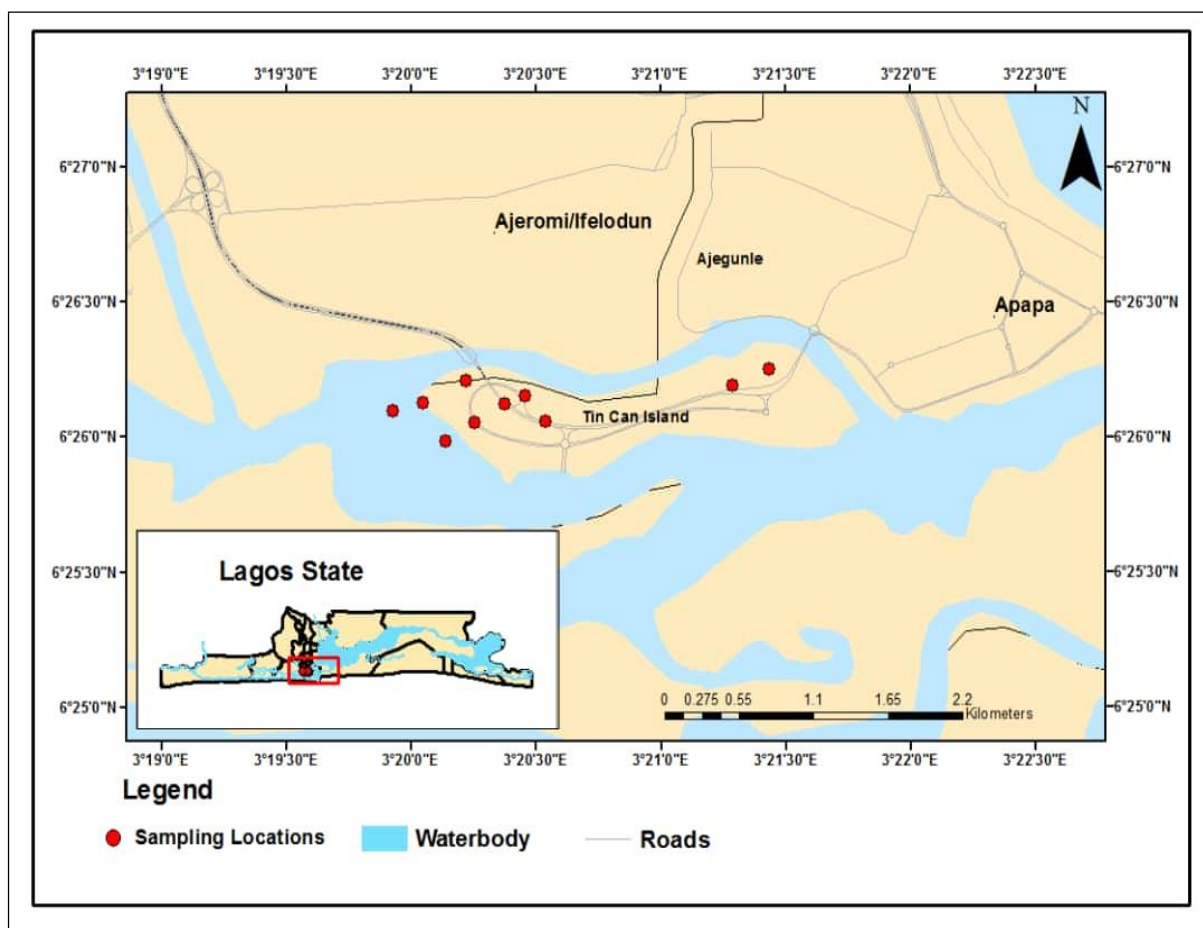 3°19'0"E 3°19'30"E 3°20'0"E 3°20'30"E 3°21'0"E 3°21'30"E 3°22'0"E 3°22'30"E
N
6°27'0"N 6°27'0"N
Ajeromi/Ifelodun
Ajegunle
6°26'30"N 6°26'30"N
Apapa
Tin Can Island
6°26'0"N 6°26'0"N
Lagos State
6°25'30"N 6°25'30"N
0 0.275 0.55 1.1 1.65 2.2
Kilometers
6°25'0"N 6°25'0"N
3°19'0"E 3°19'30"E 3°20'0"E 3°20'30"E 3°21'0"E 3°21'30"E 3°22'0"E 3°22'30"E
Legend
Sampling Locations Waterbody Roads